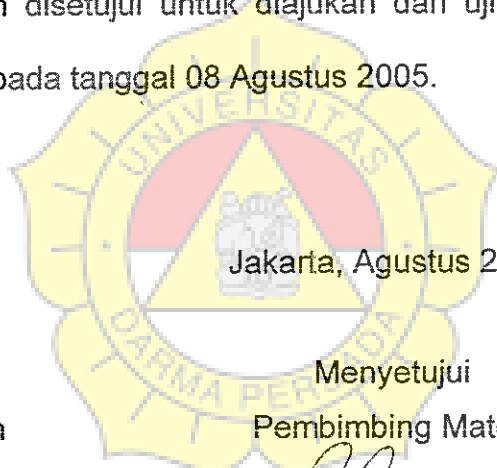 disetujui untuk diajukan dan uji
pada tanggal 08 Agustus 2005.
UNIVERSITAS
Jakarta, Agustus 2
DARMA PERSADA
Menyetujui
Pembimbing Mat